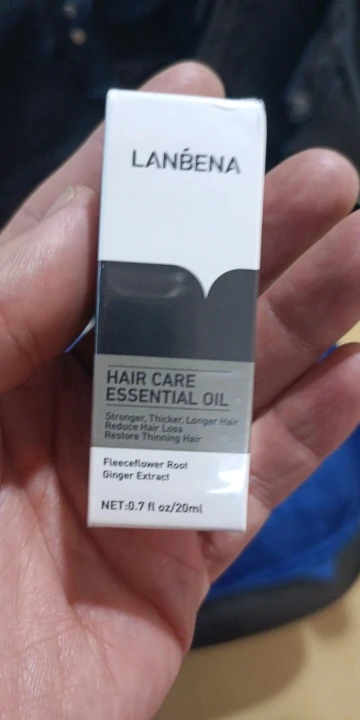 LANBENA
HAIR CARE
ESSENTIAL OIL
Stronger, Thicker, Longer Hair
Reduce Hair Loss
Restore Thinning Hair
Fleeceflower Root
Ginger Extract
NET:0.7 fl oz/20ml